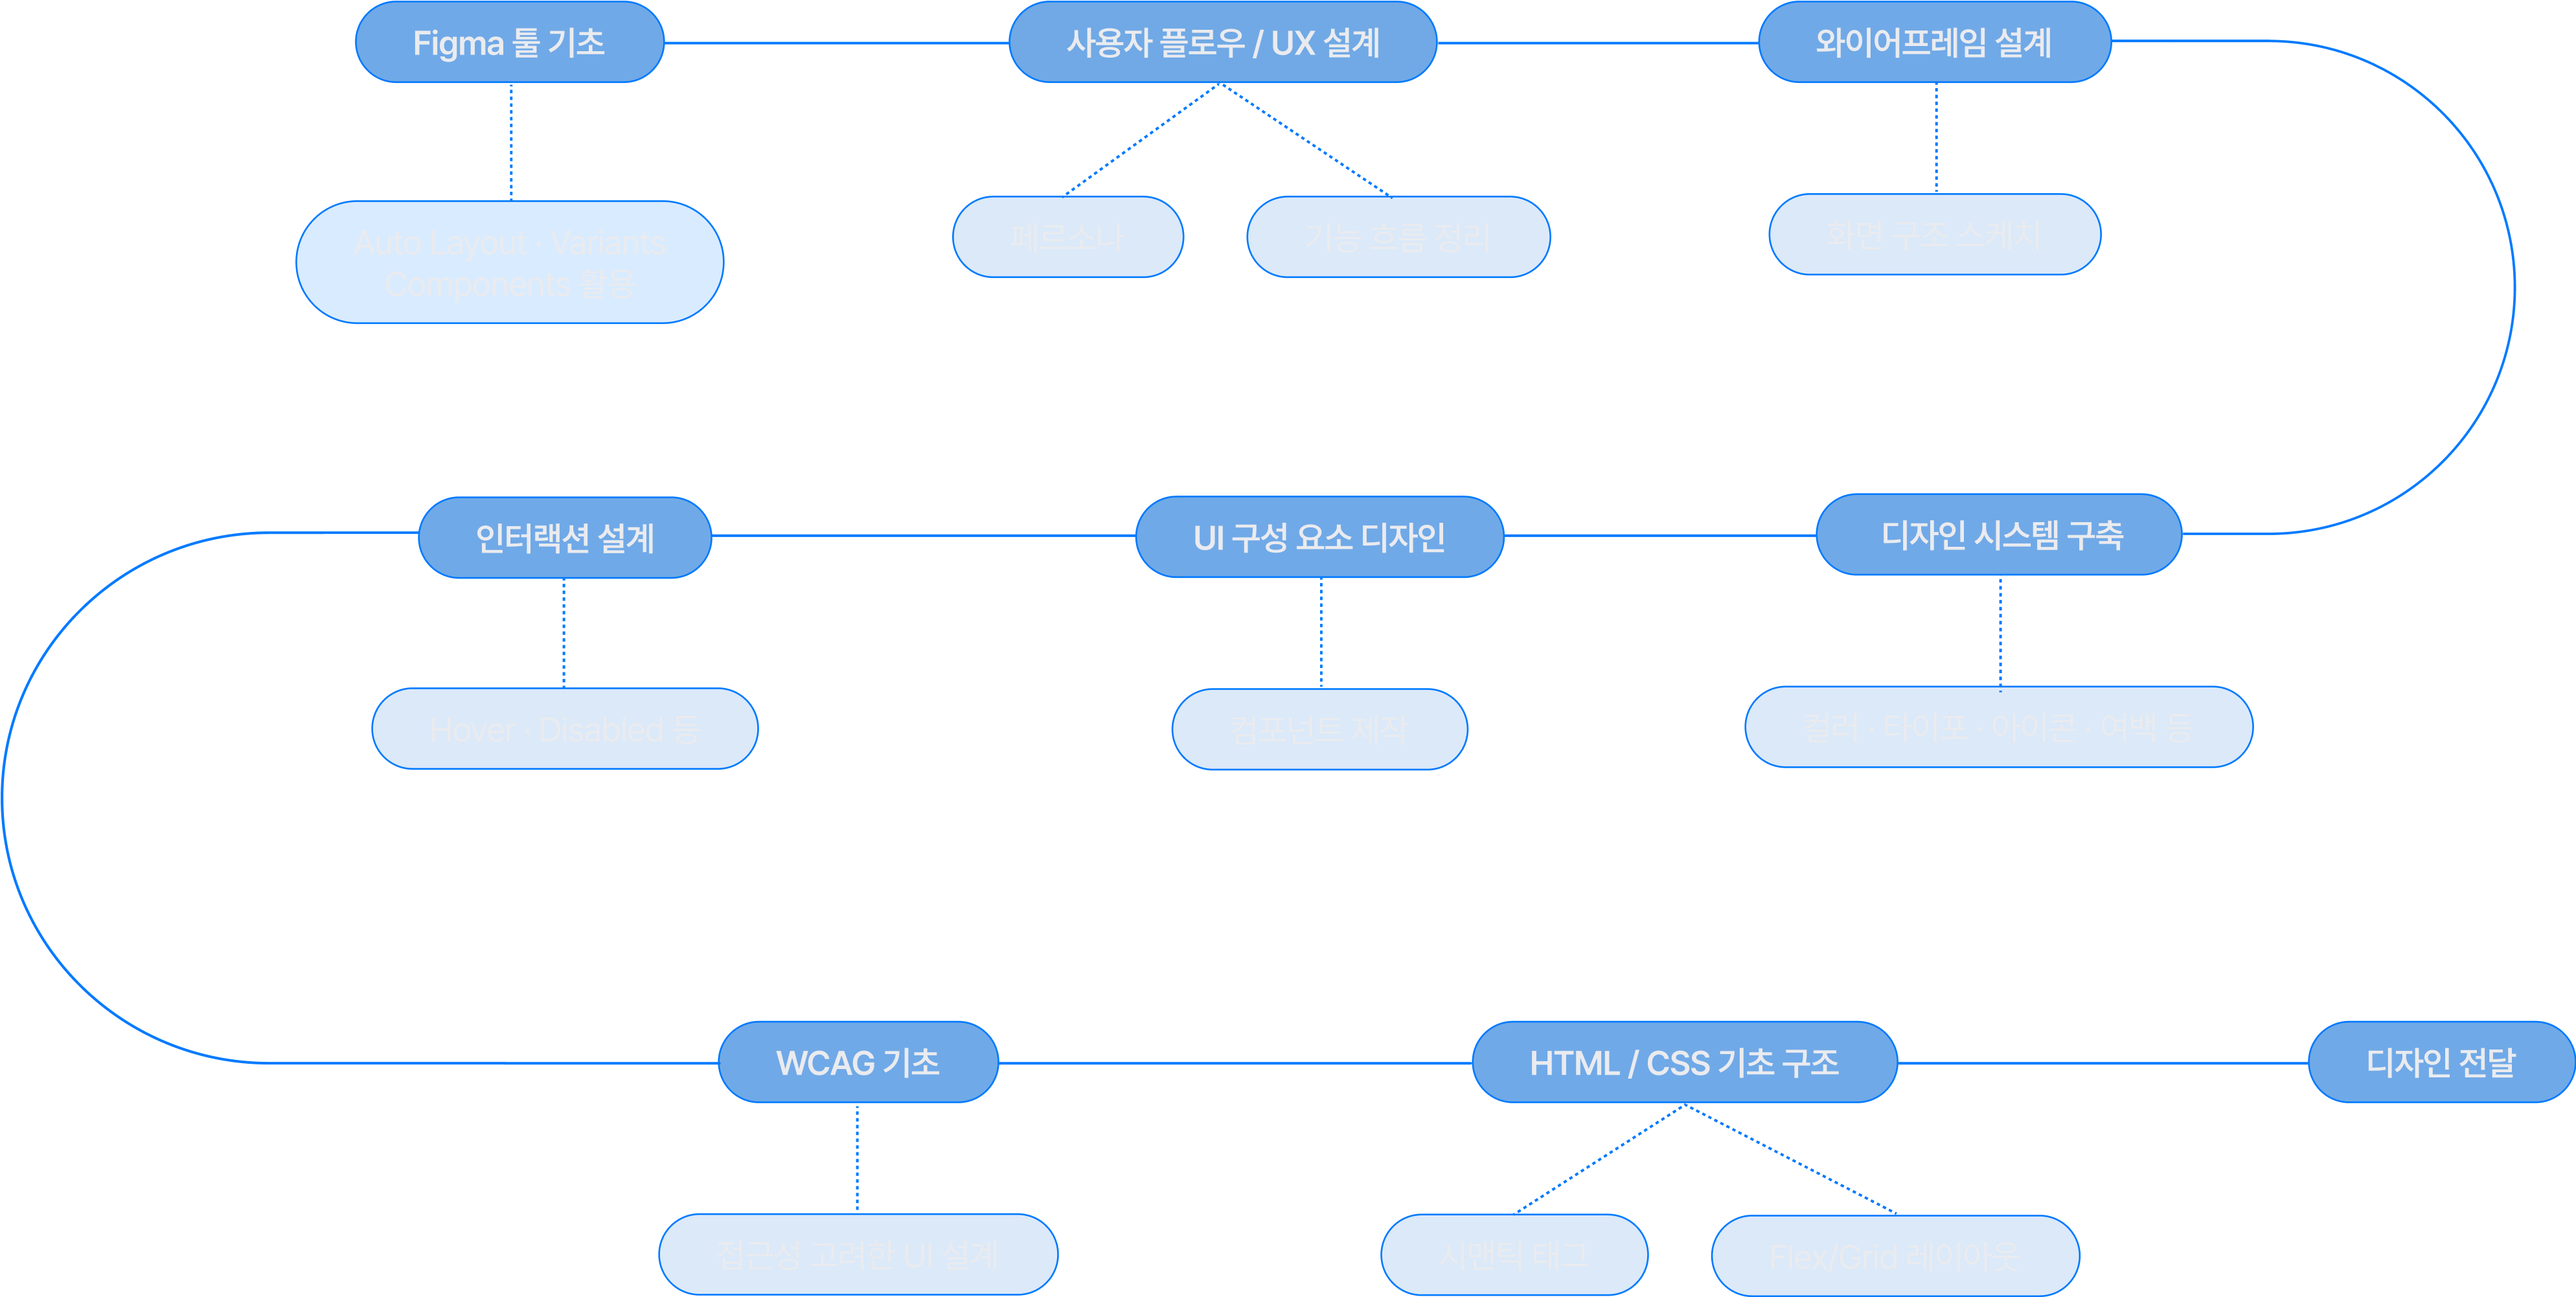 Figma 툴 기초
사용자 플로우 / UX 설계
와이어프레임 설계
Auto Layout · Variants
Components 활용
페르소나
기능 흐름 정리
화면 구조 스케치
인터랙션 설계
UI 구성 요소 디자인
디자인 시스템 구축
Hover · Disabled 등
컴포넌트 제작
컬러 · 타이포 · 아이콘 · 여백 등
WCAG 기초
HTML / CSS 기초 구조
디자인 전달
접근성 고려한 UI 설계
시맨틱 태그
Flex/Grid 레이아웃